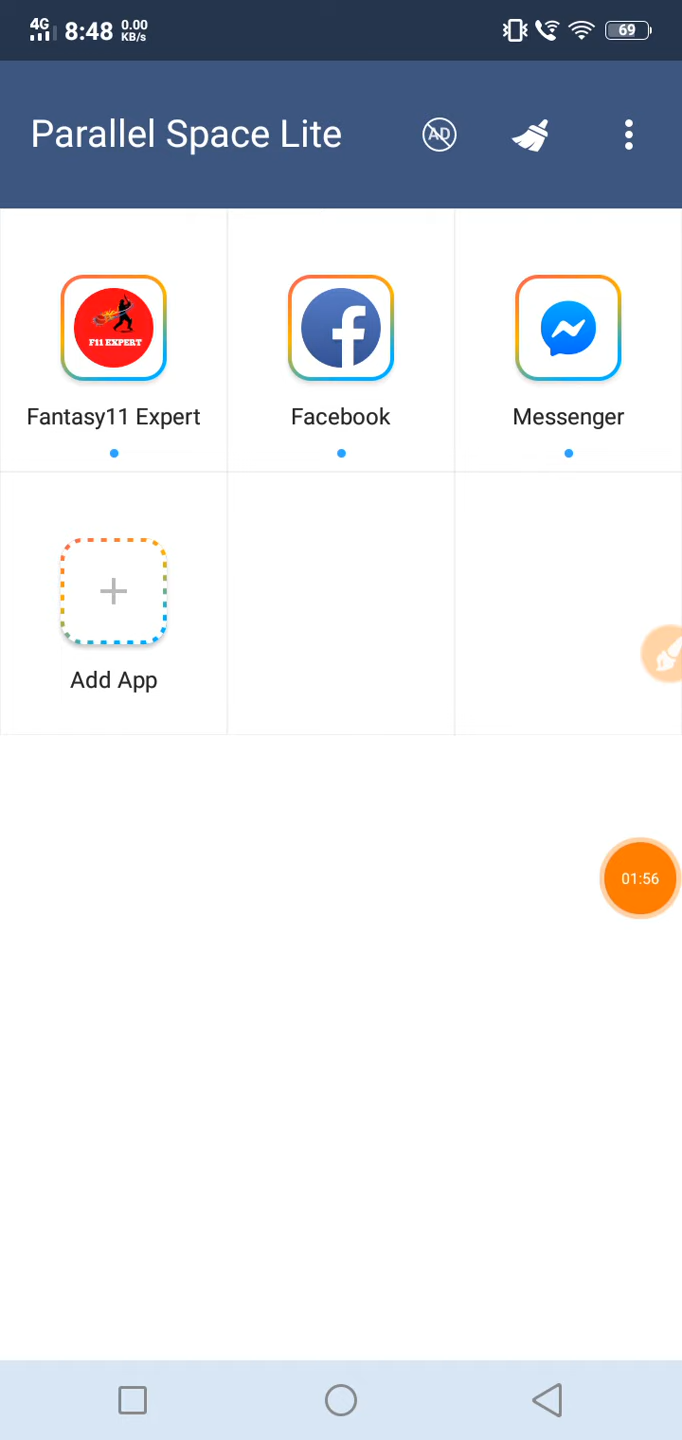 4G 8:48 0.00 KB/s 69
Parallel Space Lite AD
F11 EXPERT
Fantasy11 Expert Facebook Messenger
Add App
01:56